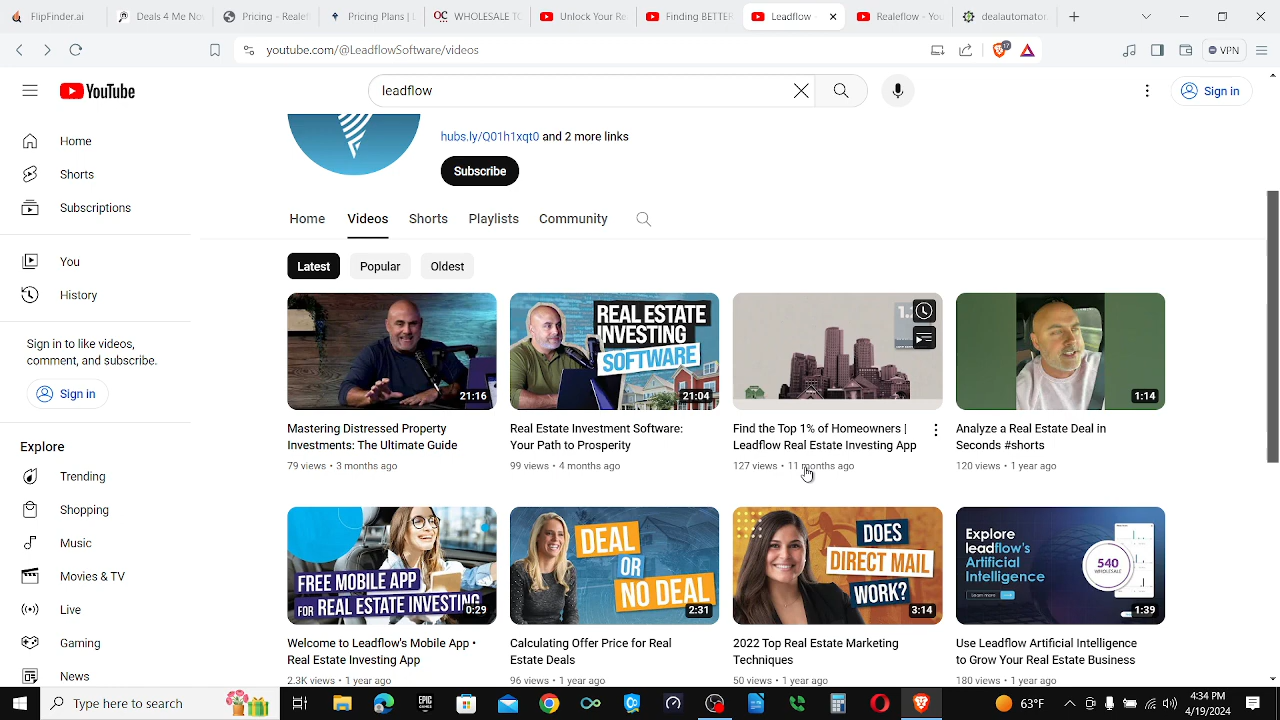 FlipFinder.ai
Deals 4 Me No
Pricing - Realef
Pricing Plans | L
WHOLESALE TO
Unlock Your Re
Finding BETTER
Leadflow
Realeflow - You
dealautomator
youtube.com/@LeadflowSoftware/videos
17
VPN
YouTube
leadflow
Sign in
hubs.ly/Q01h1xqt0 and 2 more links
Subscribe
Home
Shorts
Subscriptions
You
History
Sign in to like videos,
comment, and subscribe.
Sign in
Explore
Trending
Shopping
Music
Movies & TV
Live
Gaming
News
Home Videos Shorts Playlists Community
Latest Popular Oldest
21:16
Mastering Distressed Property
Investments: The Ultimate Guide
79 views • 3 months ago
REAL ESTATE
INVESTING
SOFTWARE
21:04
Real Estate Investment Software:
Your Path to Prosperity
99 views • 4 months ago
Find the Top 1% of Homeowners |
Leadflow Real Estate Investing App
127 views • 11 months ago
1:14
Analyze a Real Estate Deal in
Seconds #shorts
120 views • 1 year ago
FREE MOBILE APP
FOR REAL ESTATE INVESTING
0:29
Welcome to Leadflow's Mobile App •
Real Estate Investing App
2.3K views • 1 year ago
DEAL
OR
NO DEAL
2:31
Calculating Offer Price for Real
Estate Deals
96 views • 1 year ago
DOES
DIRECT MAIL
WORK?
3:14
2022 Top Real Estate Marketing
Techniques
50 views • 1 year ago
Explore
leadflow's
Artificial
Intelligence
Learn more
540
WHOLESALE
1:39
Use Leadflow Artificial Intelligence
to Grow Your Real Estate Business
180 views • 1 year ago
Type here to search
EPIC
GAMES
63°F
4:34 PM
4/19/2024